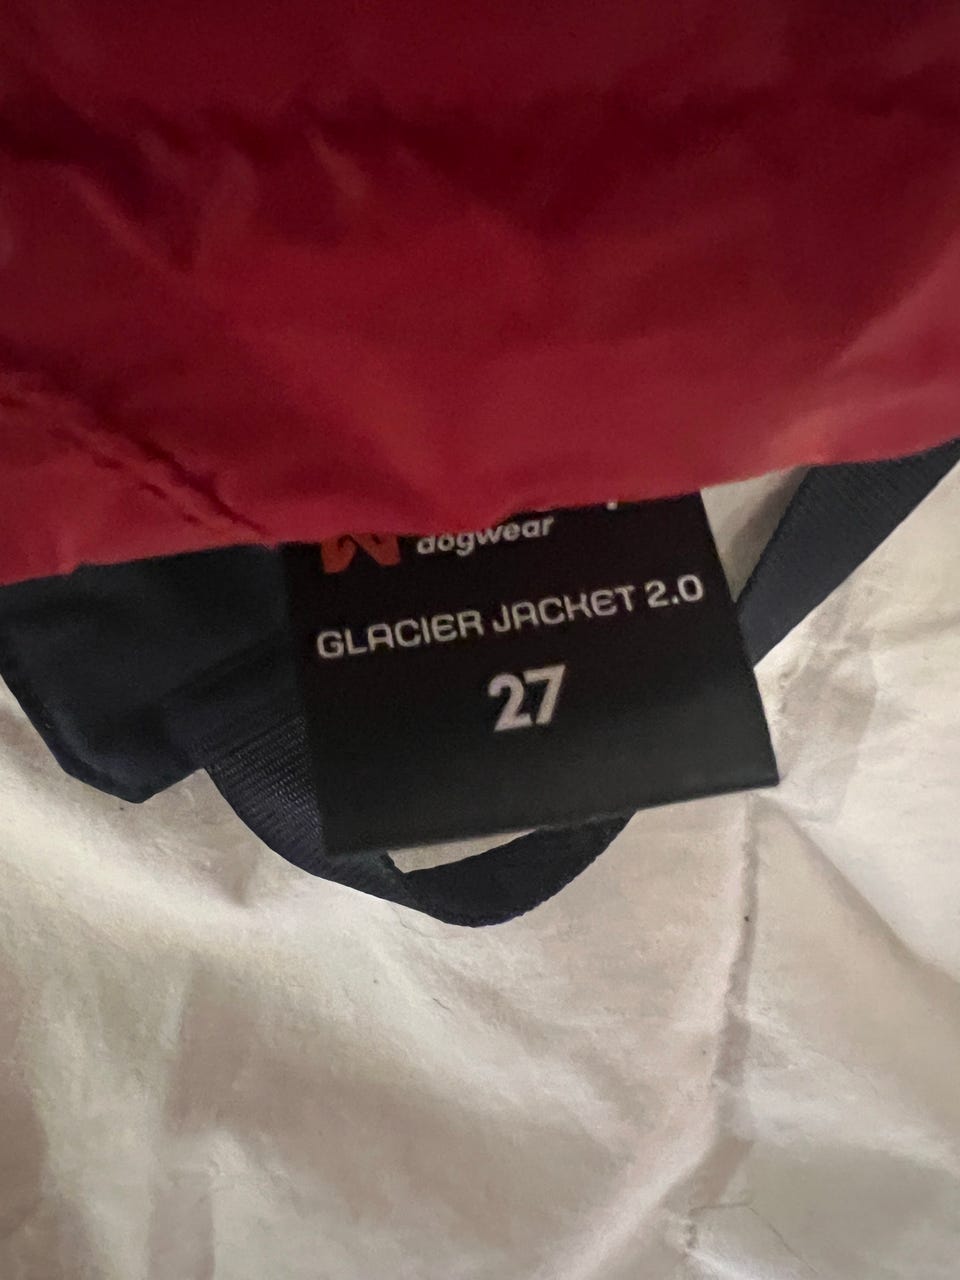 dogwear
GLACIER JACKET 2.0
27